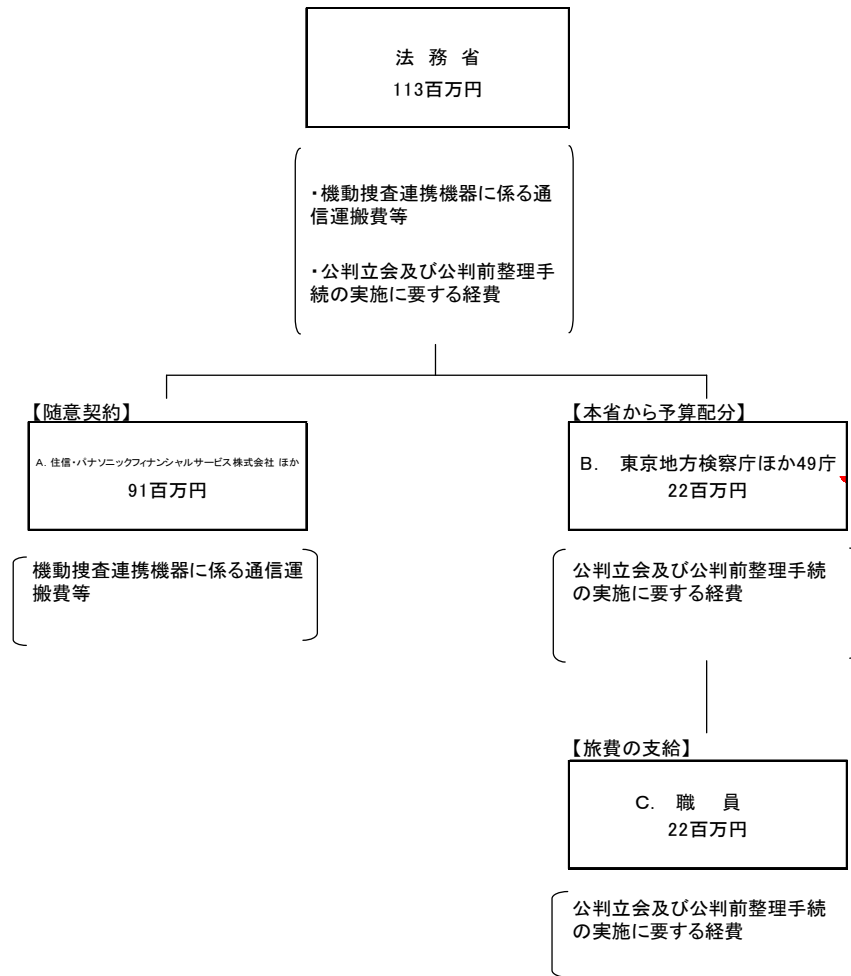 法 務 省
113百万円
・機動捜査連携機器に係る通
信運搬費等
・公判立会及び公判前整理手
続の実施に要する経費
【随意契約】
A. 住信・パナソニックフィナンシャルサービス株式会社 ほか
91百万円
機動捜査連携機器に係る通信運
搬費等
【本省から予算配分】
B. 東京地方検察庁ほか49庁
22百万円
公判立会及び公判前整理手続
の実施に要する経費
【旅費の支給】
C. 職 員
22百万円
公判立会及び公判前整理手続
の実施に要する経費